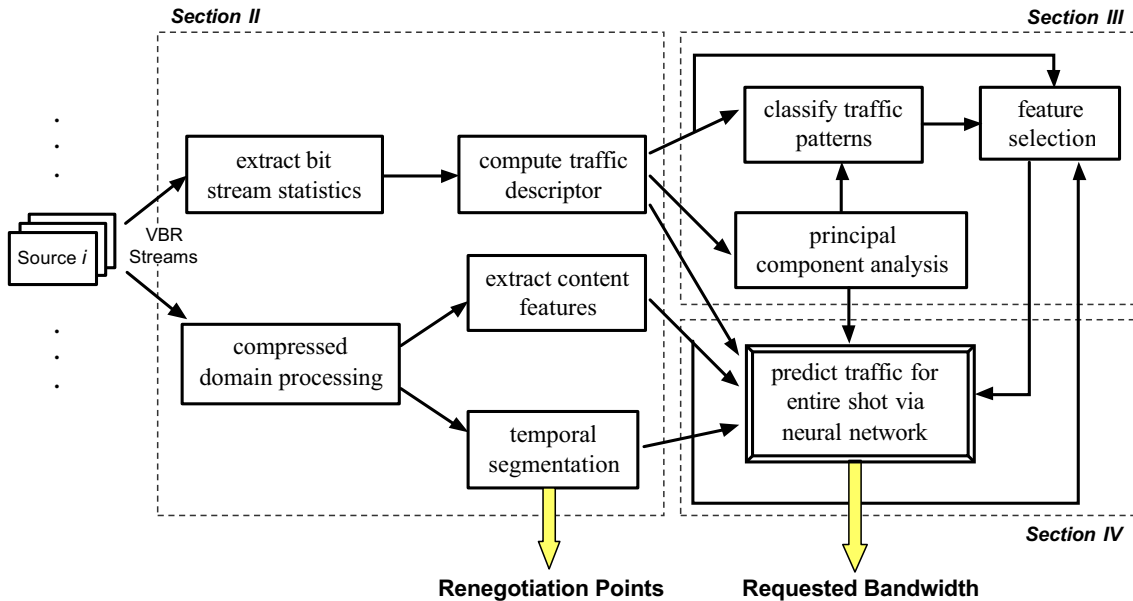 Section II
Section III
extract bit
stream statistics
compute traffic
descriptor
classify traffic
patterns
feature
selection
Source i
VBR
Streams
principal
component analysis
extract content
features
compressed
domain processing
predict traffic for
entire shot via
neural network
temporal
segmentation
Section IV
Renegotiation Points
Requested Bandwidth